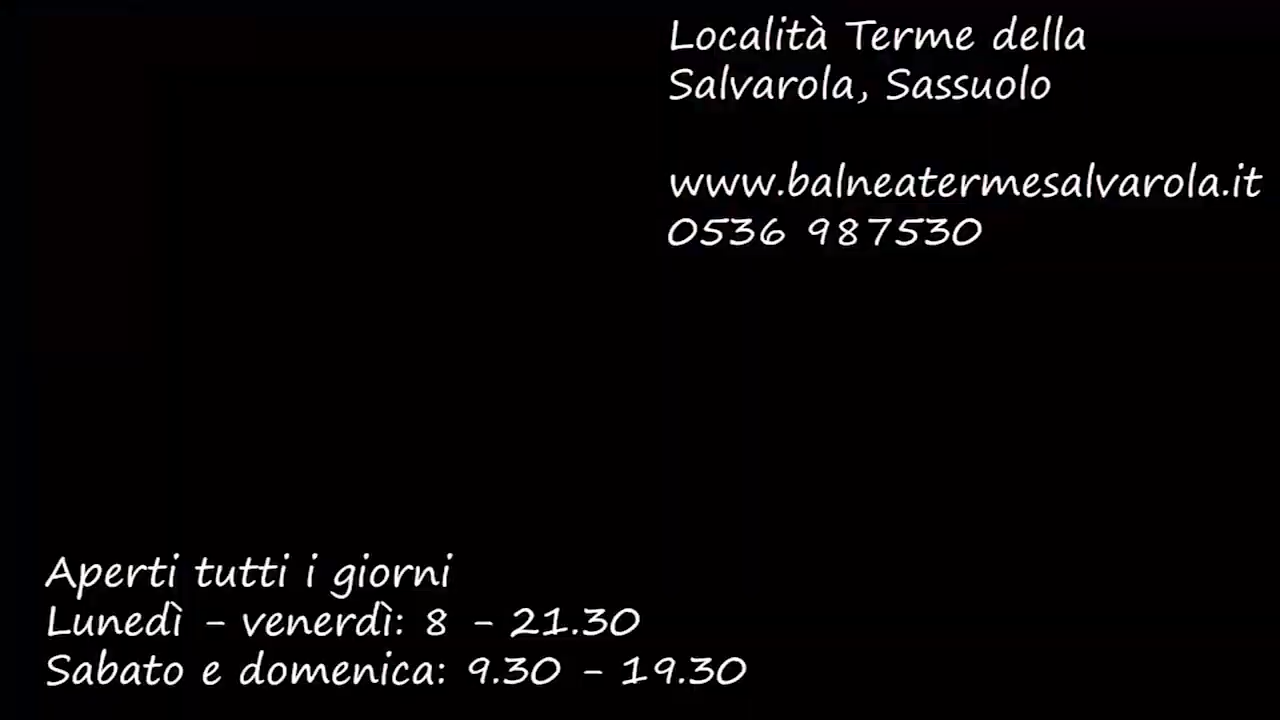 Località Terme della
Salvarola, Sassuolo
www.balneatermesalvarola.it
0536 987530
Aperti tutti i giorni
Lunedì - venerdì: 8 - 21.30
Sabato e domenica: 9.30 - 19.30